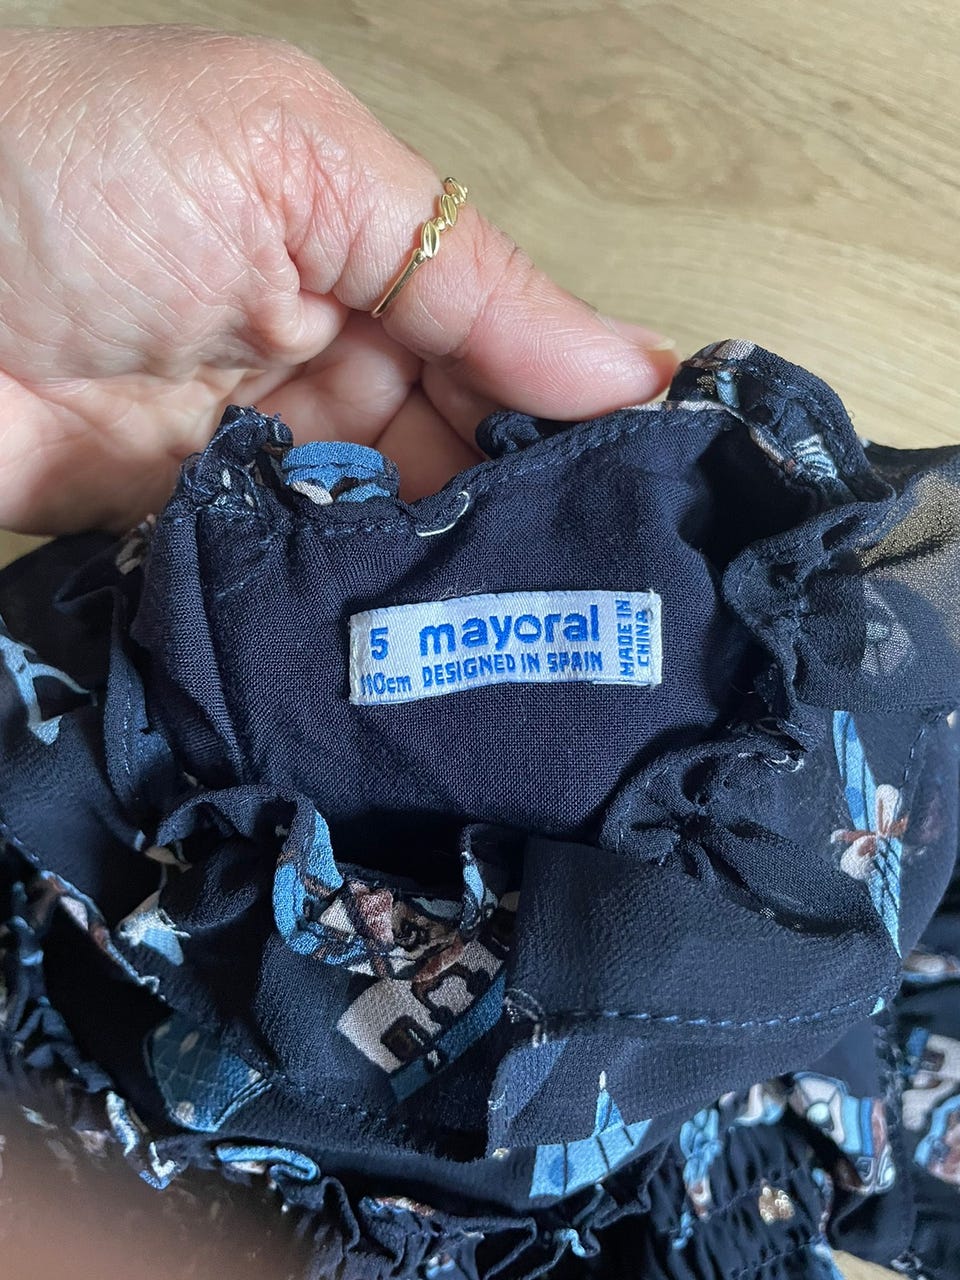 5
110cm
mayoral
DESIGNED IN SPAIN
MADE IN
CHINA